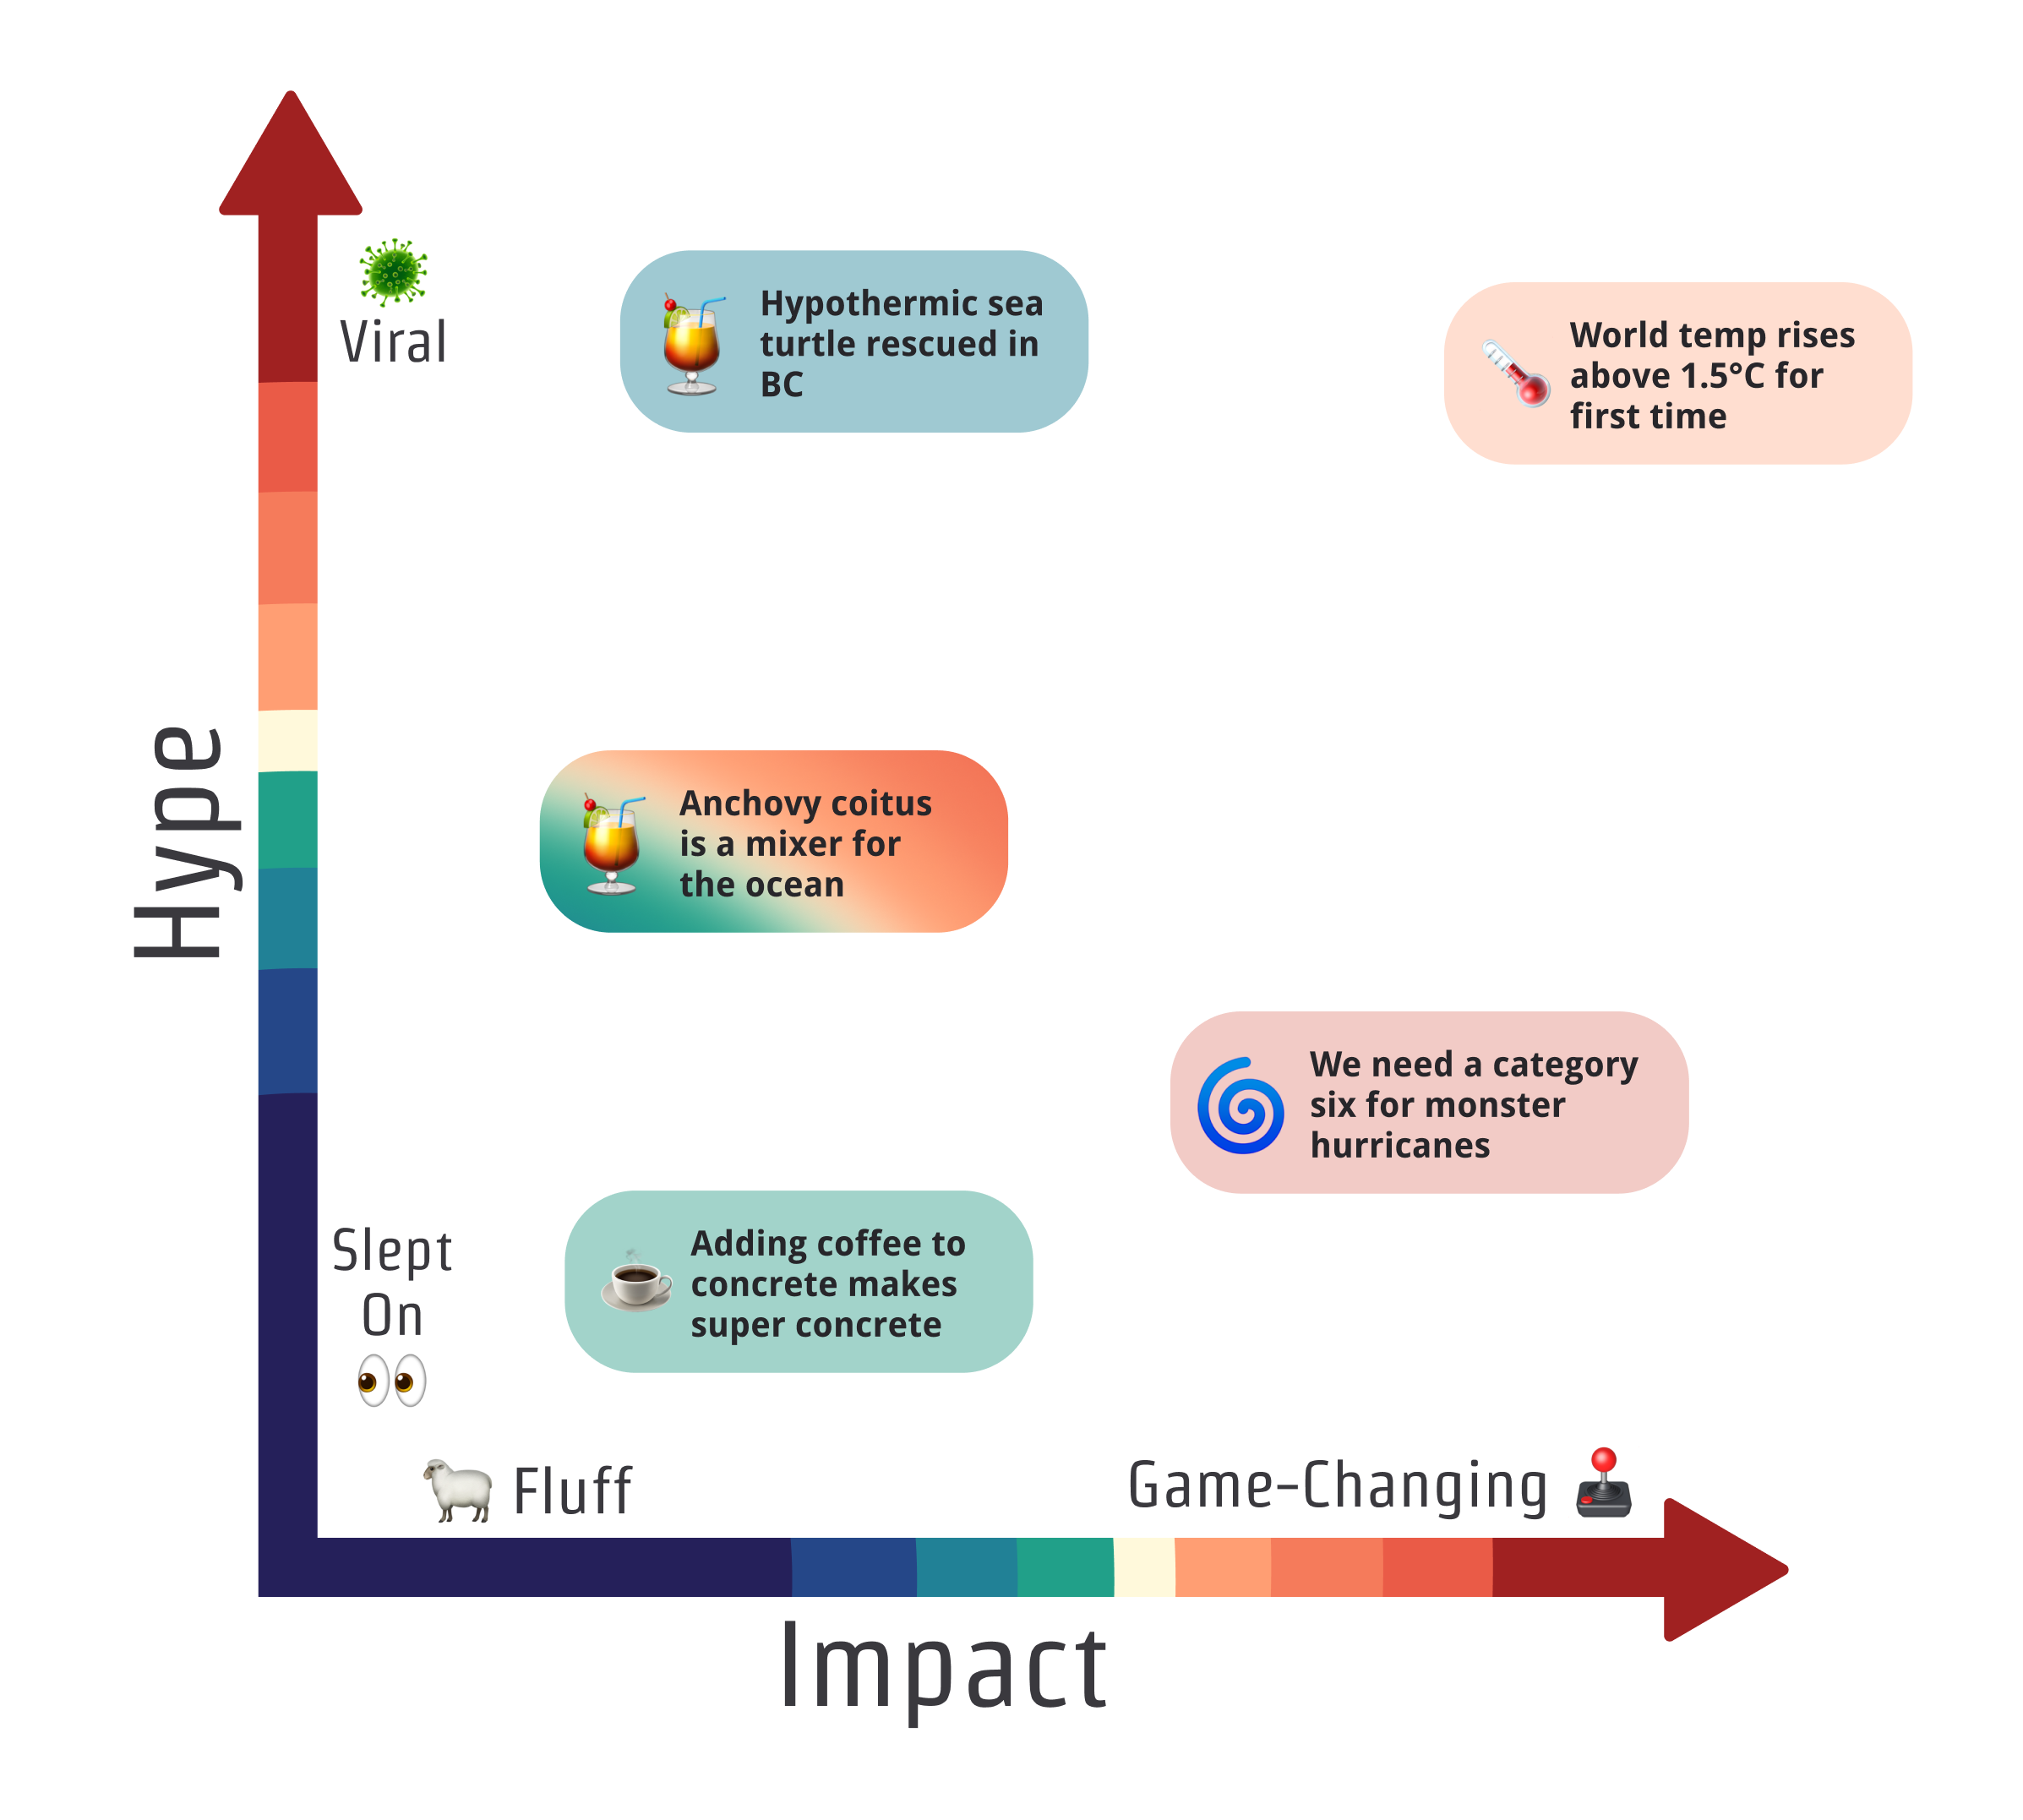 Viral
Hypothermic sea
turtle rescued in
BC
World temp rises
above 1.5°C for
first time
Hype
Anchovy coitus
is a mixer for
the ocean
We need a category
six for monster
hurricanes
Adding coffee to
concrete makes
super concrete
Slept
On
Fluff
Game-Changing
Impact